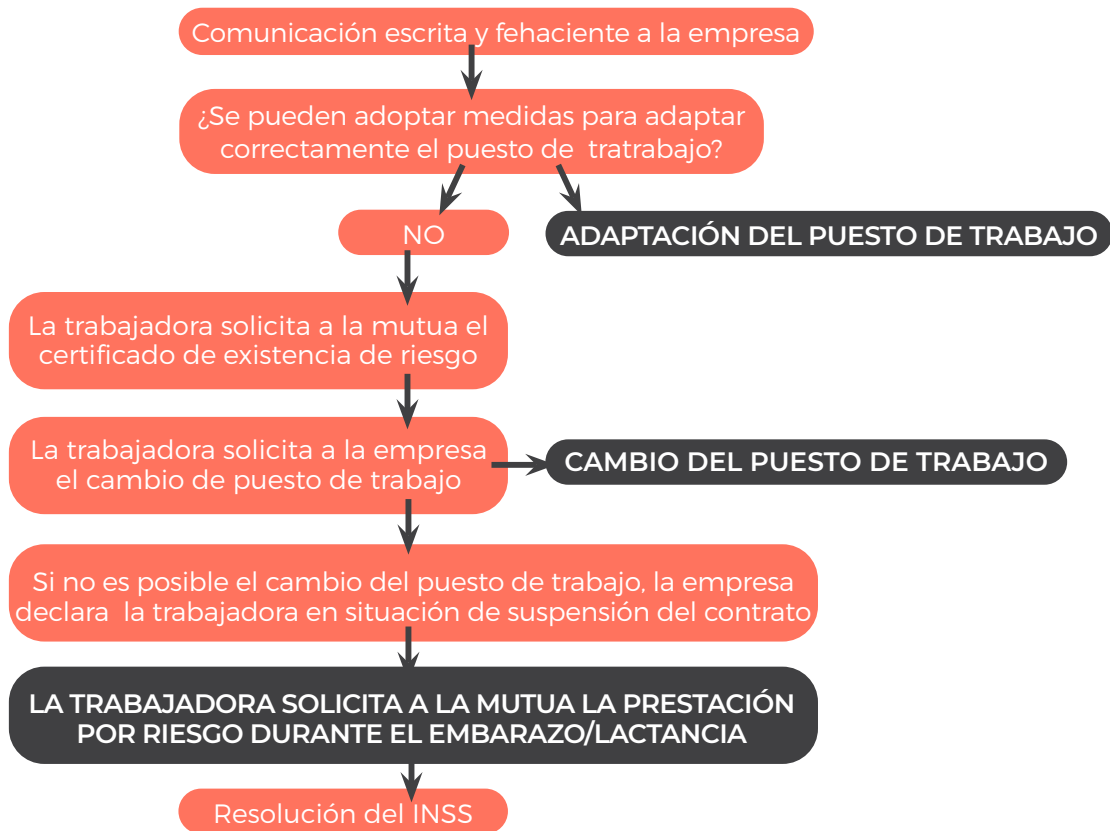 Comunicación escrita y fehaciente a la empresa
¿Se pueden adoptar medidas para adaptar
correctamente el puesto de tratrabajo?
NO
ADAPTACIÓN DEL PUESTO DE TRABAJO
La trabajadora solicita a la mutua el
certificado de existencia de riesgo
La trabajadora solicita a la empresa
el cambio de puesto de trabajo
CAMBIO DEL PUESTO DE TRABAJO
Si no es posible el cambio del puesto de trabajo, la empresa
declara la trabajadora en situación de suspensión del contrato
LA TRABAJADORA SOLICITA A LA MUTUA LA PRESTACIÓN
POR RIESGO DURANTE EL EMBARAZO/LACTANCIA
Resolución del INSS